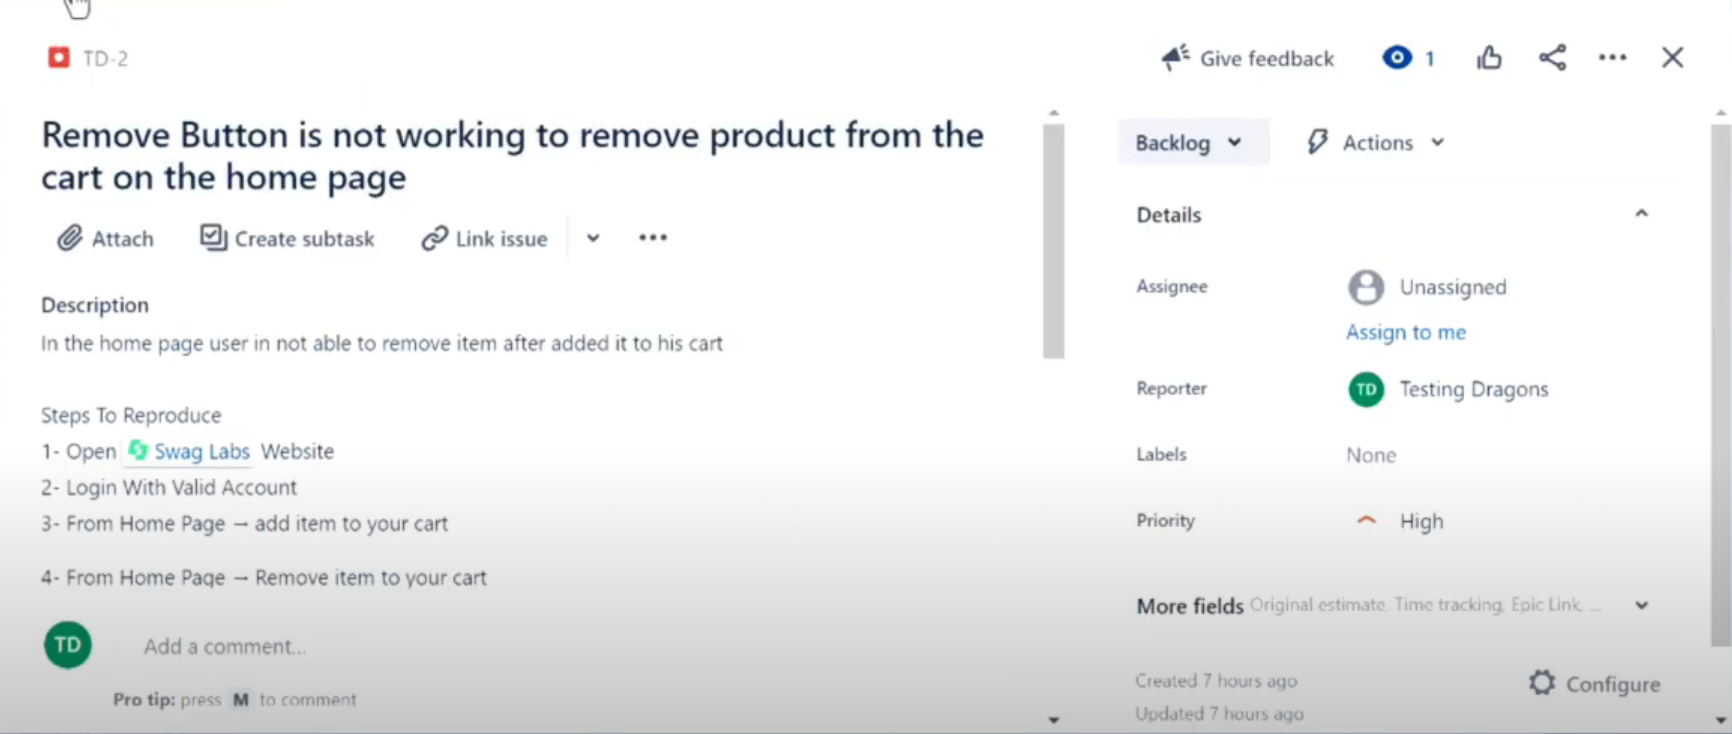 TD-2
Give feedback
1
Remove Button is not working to remove product from the
cart on the home page
Attach
Create subtask
Link issue
Description
In the home page user in not able to remove item after added it to his cart
Steps To Reproduce
1- Open Swag Labs Website
2- Login With Valid Account
3- From Home Page → add item to your cart
4- From Home Page → Remove item to your cart
TD
Add a comment...
Pro tip: press M to comment
Backlog
Actions
Details
Assignee
Unassigned
Assign to me
Reporter
TD Testing Dragons
Labels
None
Priority
High
More fields Original estimate, Time tracking, Epic Link, ...
Created 7 hours ago
Configure
Updated 7 hours ago